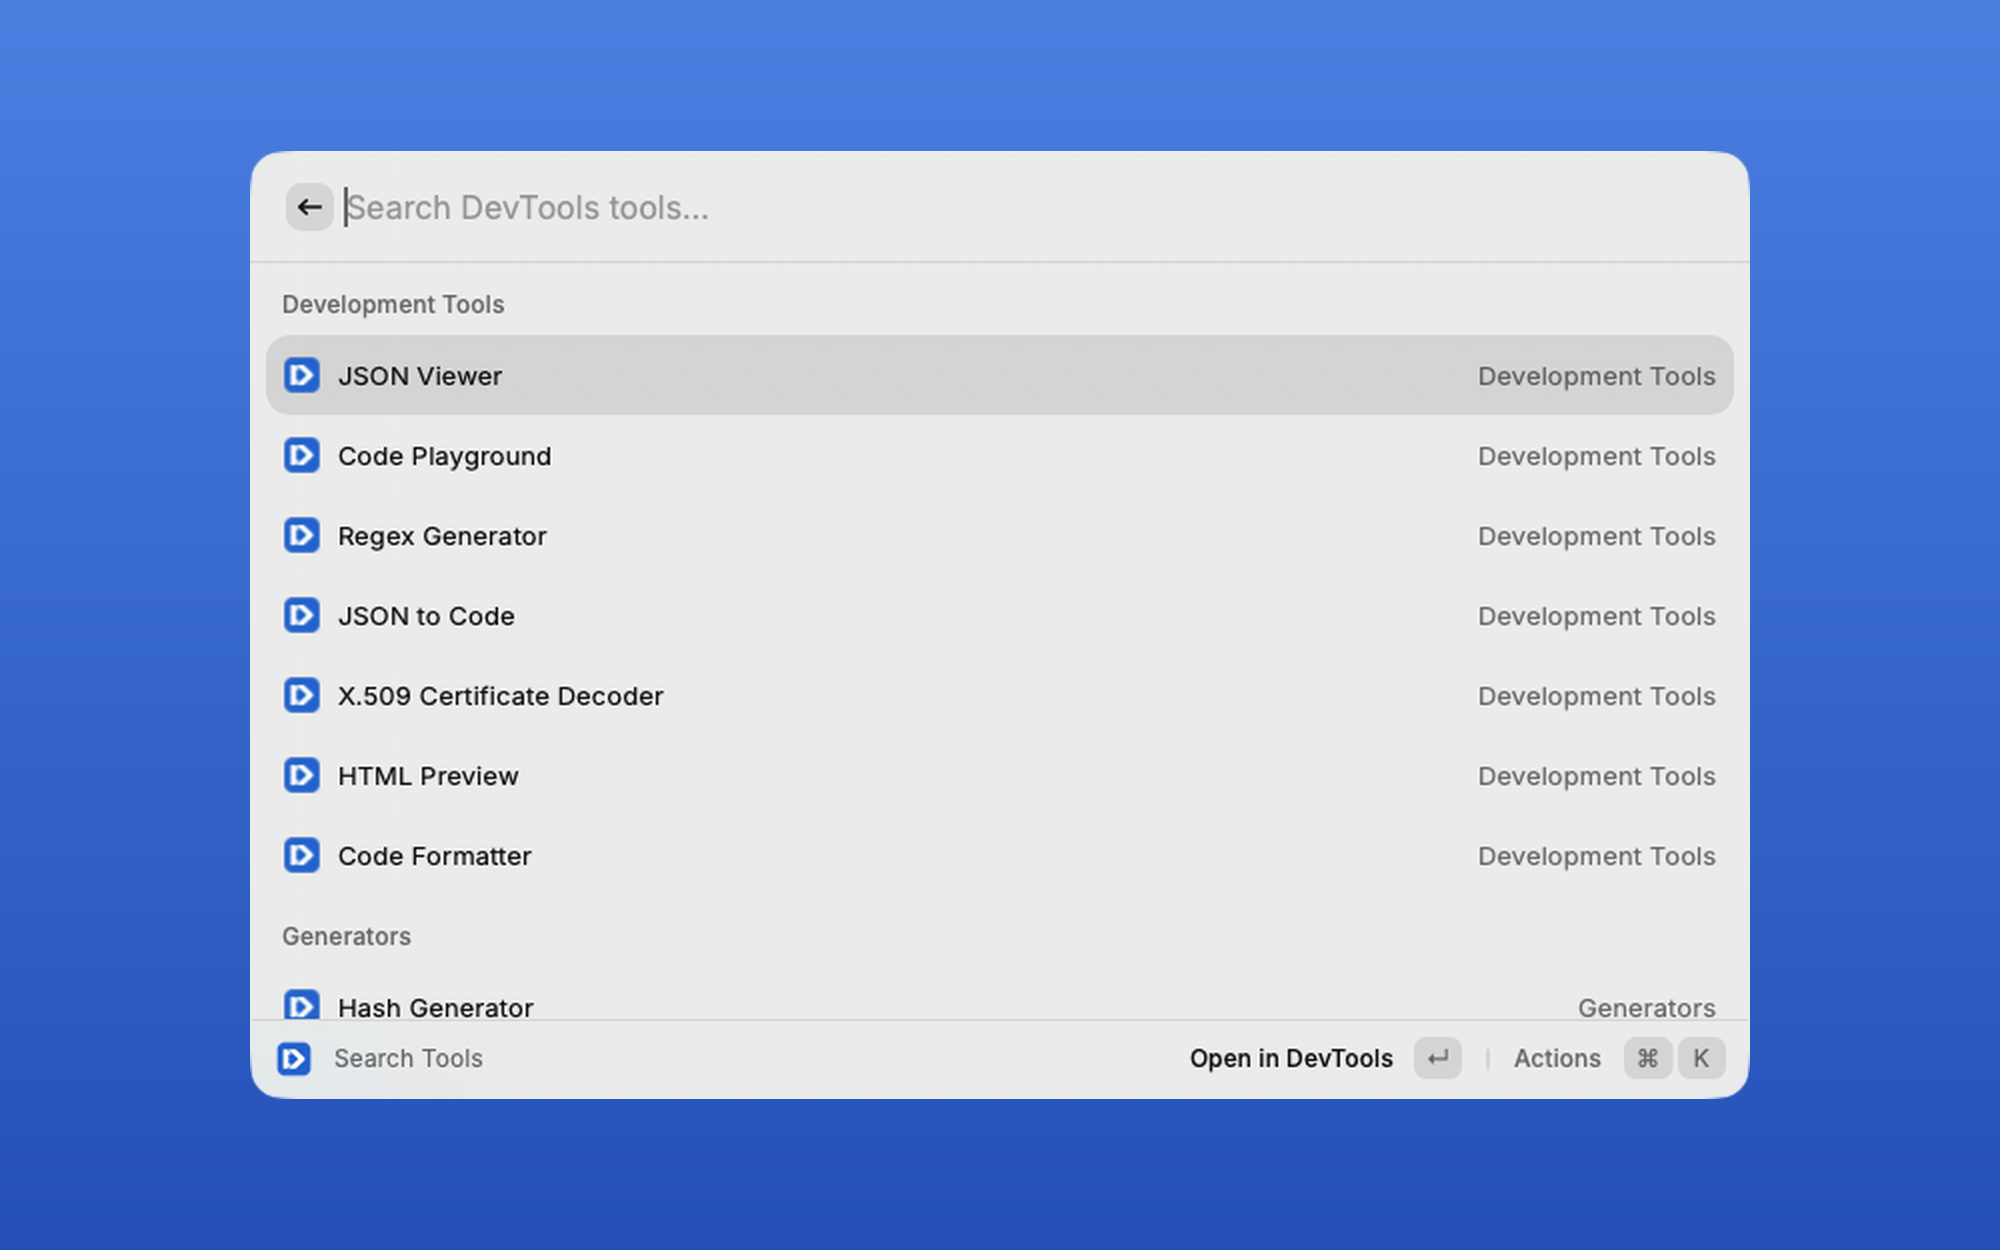 Search DevTools tools...
Development Tools
JSON Viewer Development Tools
Code Playground Development Tools
Regex Generator Development Tools
JSON to Code Development Tools
X.509 Certificate Decoder Development Tools
HTML Preview Development Tools
Code Formatter Development Tools
Generators
Hash Generator Generators
Search Tools Open in DevTools ↵ | Actions ⌘ K